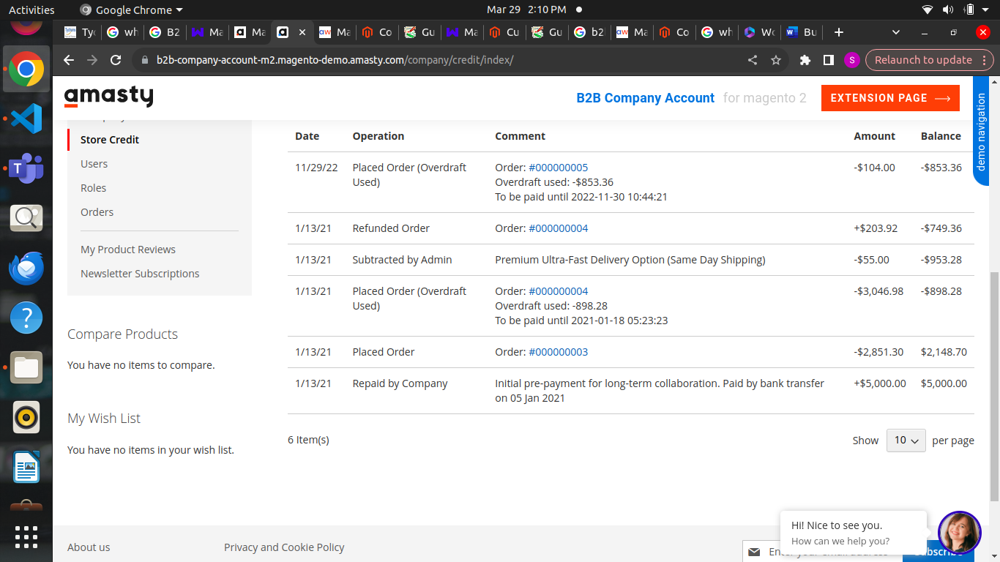 Activities
Google Chrome
Mar 29 2:10 PM
Tyc
wh
B2
Ma
Ma
Ma
Co
Gu
Ma
Cu
Gu
b2l
Ma
Co
wh
Wo
Bu
b2b-company-account-m2.magento-demo.amasty.com/company/credit/index/
S
Relaunch to update
amasty
B2B Company Account for magento 2
EXTENSION PAGE
demo navigation
Store Credit
Users
Roles
Orders
My Product Reviews
Newsletter Subscriptions
Compare Products
You have no items to compare.
My Wish List
You have no items in your wish list.
Date Operation Comment Amount Balance
11/29/22 Placed Order (Overdraft Used) Order: #000000005 -$104.00 -$853.36
Overdraft used: -$853.36
To be paid until 2022-11-30 10:44:21
1/13/21 Refunded Order Order: #000000004 +$203.92 -$749.36
1/13/21 Subtracted by Admin Premium Ultra-Fast Delivery Option (Same Day Shipping) -$55.00 -$953.28
1/13/21 Placed Order (Overdraft Used) Order: #000000004 -$3,046.98 -$898.28
Overdraft used: -898.28
To be paid until 2021-01-18 05:23:23
1/13/21 Placed Order Order: #000000003 -$2,851.30 $2,148.70
1/13/21 Repaid by Company Initial pre-payment for long-term collaboration. Paid by bank transfer +$5,000.00 $5,000.00
on 05 Jan 2021
6 Item(s)
Show 10 per page
Hi! Nice to see you.
How can we help you?
About us
Privacy and Cookie Policy